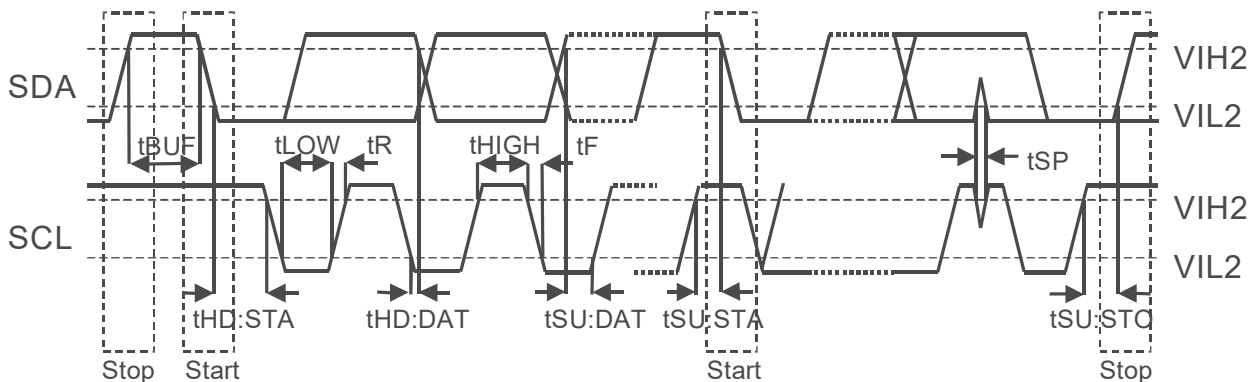 SDA
VIH2
VIL2
tBUF
tLOW
tR
tHIGH
tF
tSP
SCL
VIH2
VIL2
tHD:STA
tHD:DAT
tSU:DAT
tSU:STA
tSU:STO
Stop
Start
Start
Stop